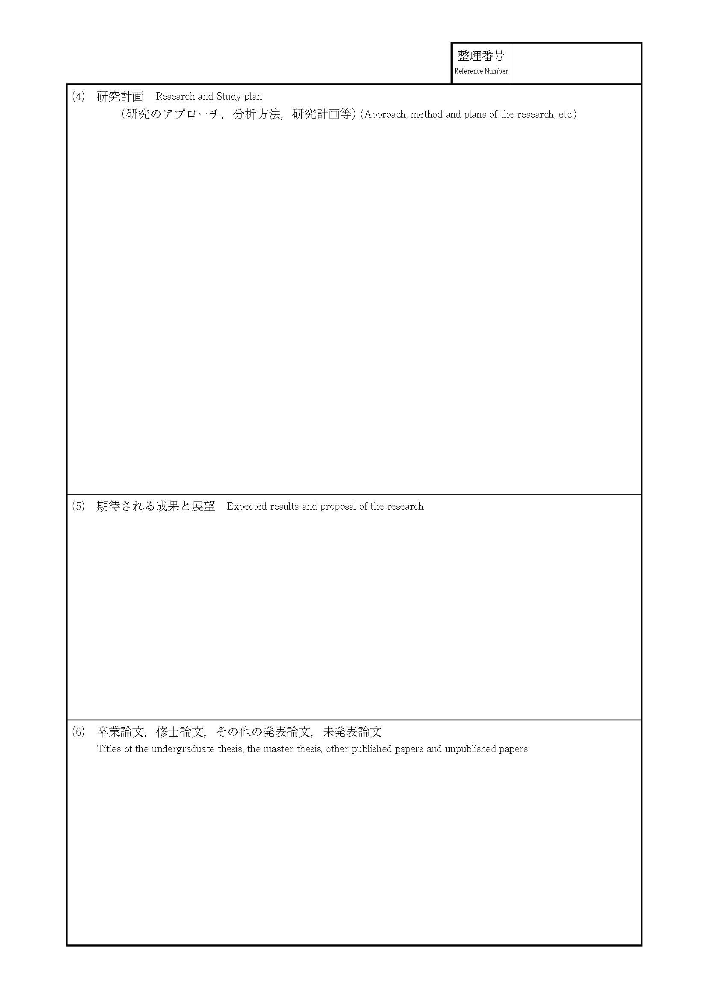 整理番号
Reference Number
(4) 研究計画 Research and Study plan
(研究のアプローチ, 分析方法, 研究計画等) (Approach, method and plans of the research, etc.)
(5) 期待される成果と展望 Expected results and proposal of the research
(6) 卒業論文, 修士論文, その他の発表論文, 未発表論文
Titles of the undergraduate thesis, the master thesis, other published papers and unpublished papers